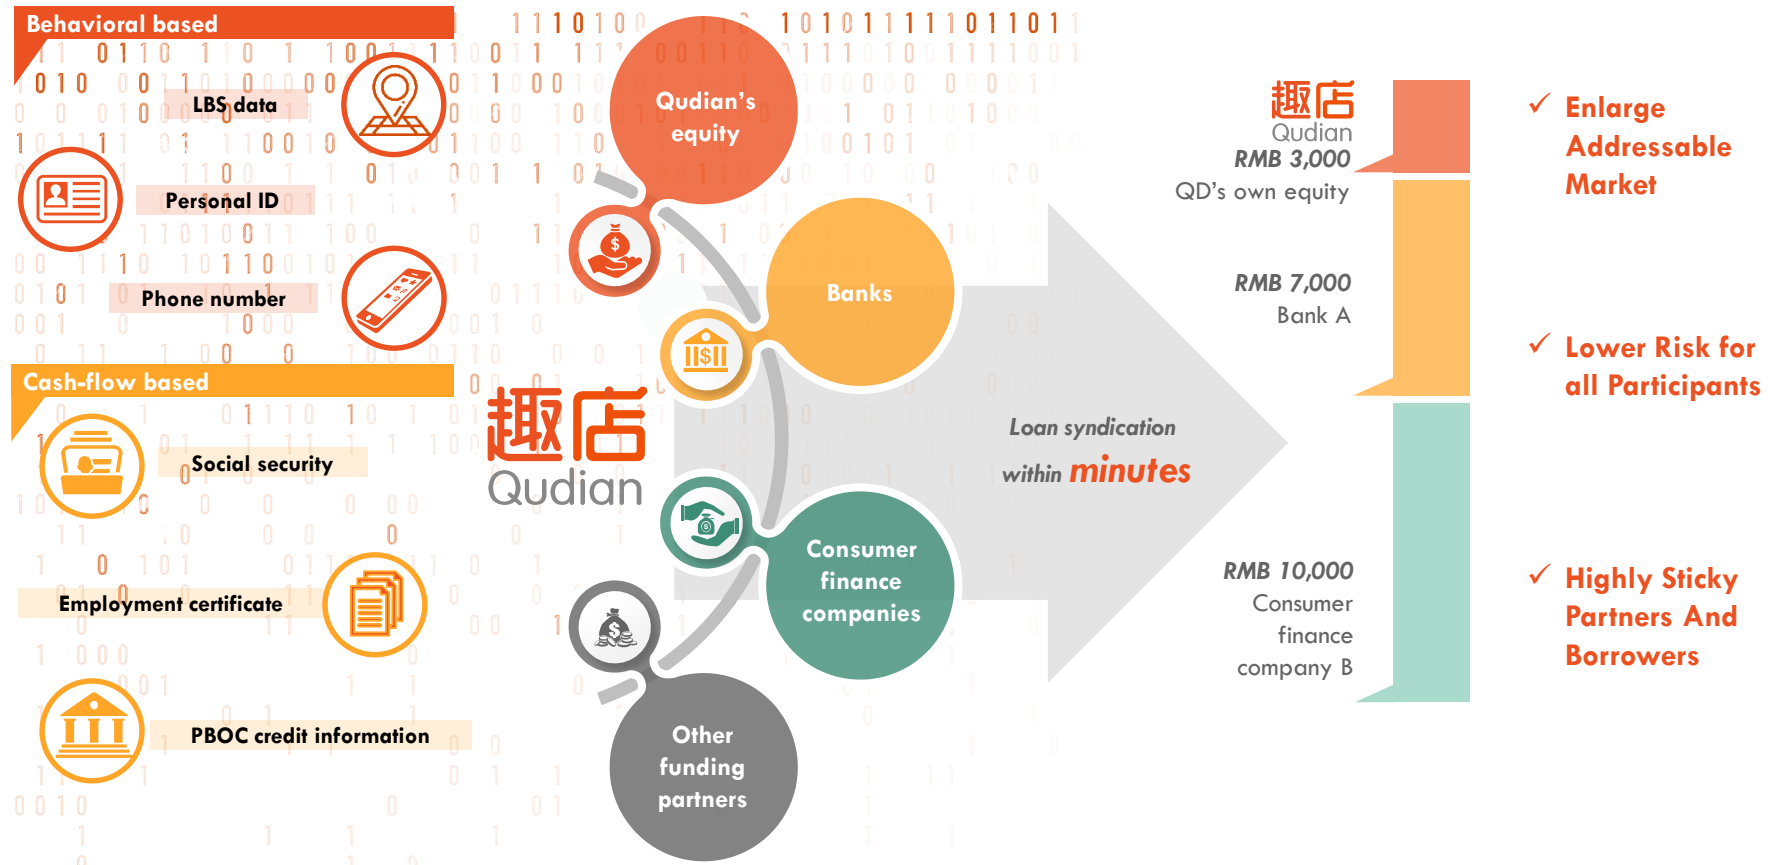 Behavioral based
LBS data
Personal ID
Phone number
Cash-flow based
Social security
Employment certificate
PBOC credit information
趣店
Qudian
Qudian's
equity
Banks
Consumer
finance
companies
Other
funding
partners
Loan syndication
within minutes
趣店
Qudian
RMB 3,000
QD's own equity
RMB 7,000
Bank A
RMB 10,000
Consumer
finance
company B
✓ Enlarge
Addressable
Market
✓ Lower Risk for
all Participants
✓ Highly Sticky
Partners And
Borrowers